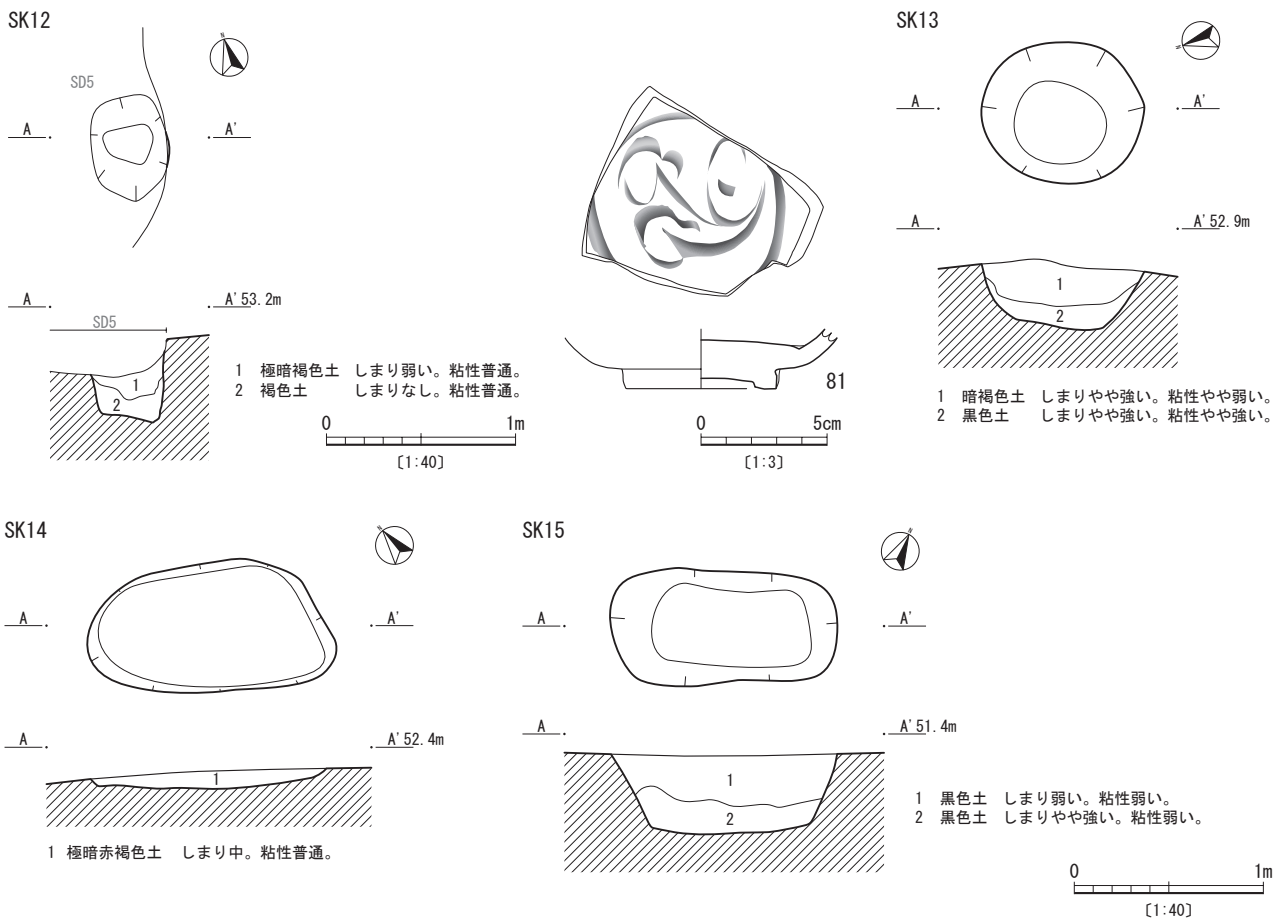 SK12
N
SD5
A
A'
A
A' 53.2m
SD5
1
2
1 極暗褐色土 しまり弱い。粘性普通。
2 褐色土 しまりなし。粘性普通。
0 1m
〔1:40〕
81
0 5cm
〔1:3〕
SK13
N
A
A'
A
A' 52.9m
1
2
1 暗褐色土 しまりやや強い。粘性やや弱い。
2 黒色土 しまりやや強い。粘性やや強い。
SK14
N
A
A'
A
A' 52.4m
1
1 極暗赤褐色土 しまり中。粘性普通。
SK15
N
A
A'
A
A' 51.4m
1
2
1 黒色土 しまり弱い。粘性弱い。
2 黒色土 しまりやや強い。粘性弱い。
0 1m
〔1:40〕